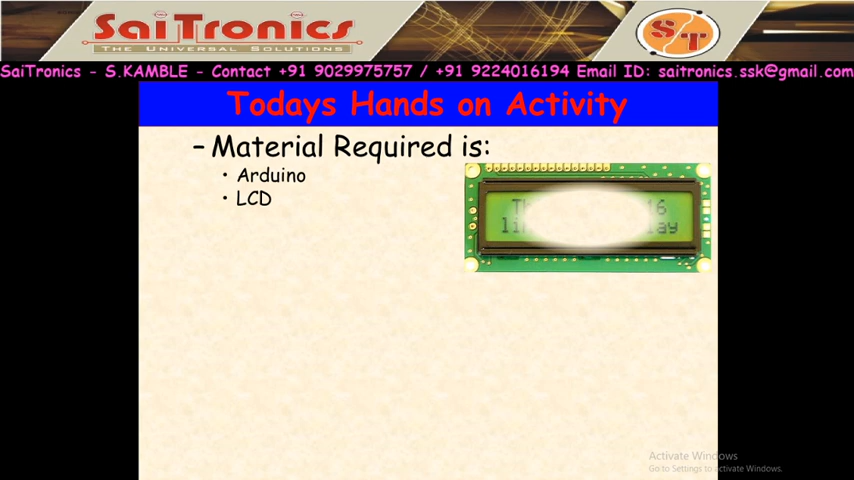 SaiTronics
THE UNIVERSAL SOLUTIONS
ST
SaiTronics - S.KAMBLE - Contact +91 9029975757 / +91 9224016194 Email ID: saitronics.ssk@gmail.com
Todays Hands on Activity
– Material Required is:
• Arduino
• LCD
16
Activate Windows
Go to Settings to activate Windows.